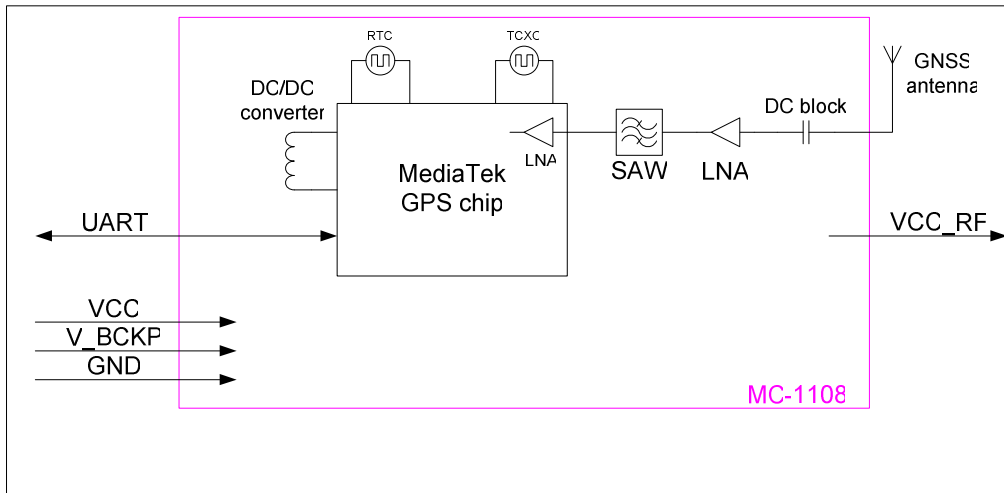 RTC
TCXO
DC/DC
converter
GNSS
antenna
DC block
LNA
SAW
LNA
MediaTek
GPS chip
UART
VCC_RF
VCC
V_BCKP
GND
MC-1108